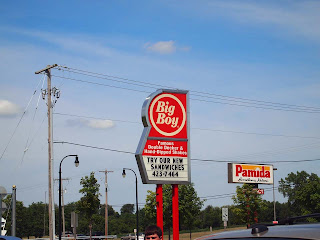 Big
Boy
Famous
Double Decker &
Hand-Dipped Shakes
TRY OUR NEW
SANDWICHES
423-7464
Pamida